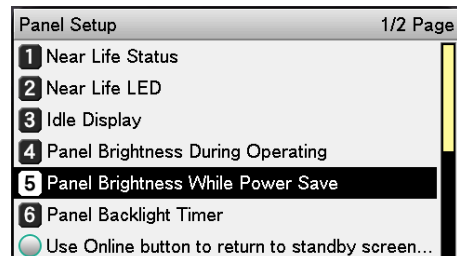 Panel Setup 1/2 Page
1 Near Life Status
2 Near Life LED
3 Idle Display
4 Panel Brightness During Operating
5 Panel Brightness While Power Save
6 Panel Backlight Timer
Use Online button to return to standby screen...